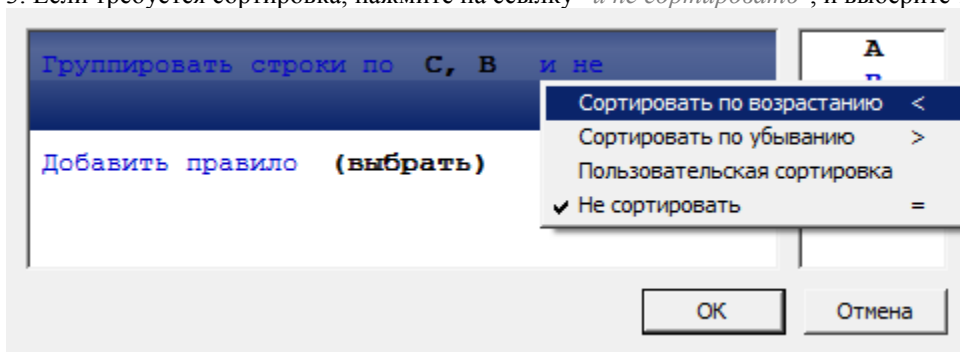 3. Если требуется сортировка, нажмите на ссылку "и не сортировать", и выберите
Группировать строки по C, B и не
A
B
Сортировать по возрастанию <
Сортировать по убыванию >
Добавить правило (выбрать)
Пользовательская сортировка
Не сортировать =
OK
Отмена